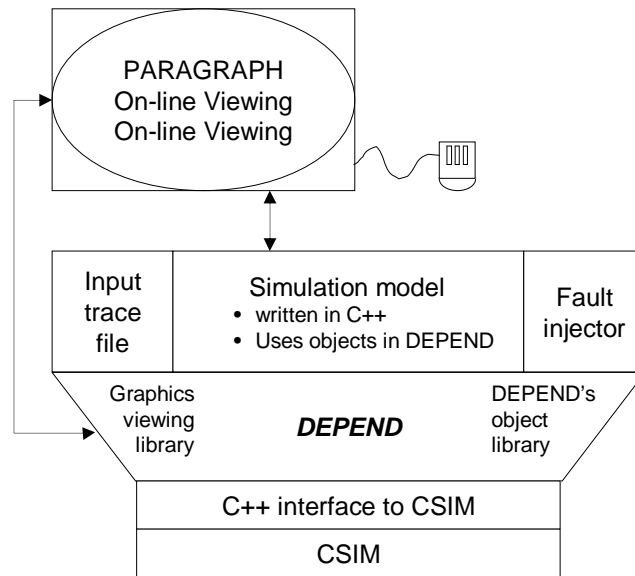 PARAGRAPH
On-line Viewing
On-line Viewing
Input
trace
file
Simulation model
• written in C++
• Uses objects in DEPEND
Fault
injector
Graphics
viewing
library
DEPEND
DEPEND's
object
library
C++ interface to CSIM
CSIM